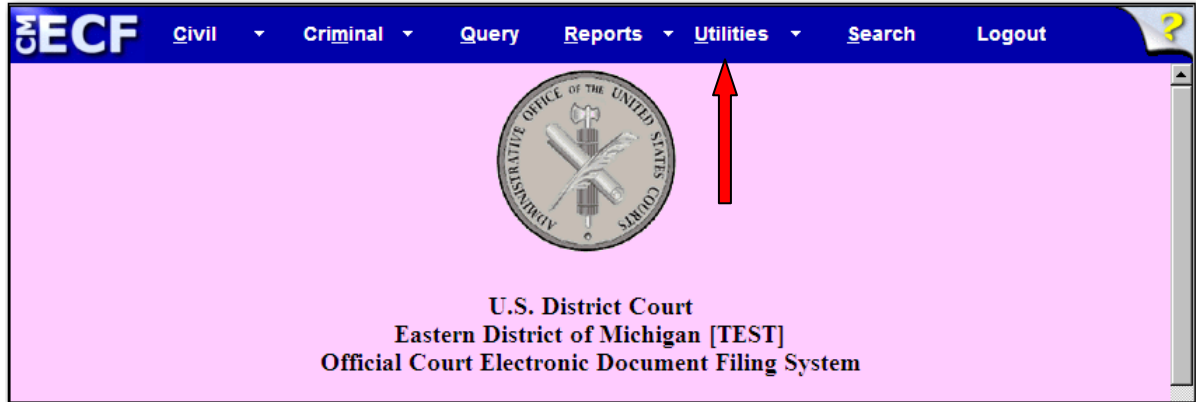 CM ECF Civil Criminal Query Reports Utilities Search Logout ?
ADMINISTRATIVE OFFICE OF THE UNITED STATES COURTS
U.S. District Court
Eastern District of Michigan [TEST]
Official Court Electronic Document Filing System